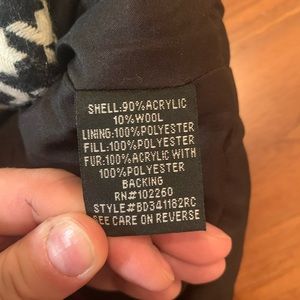 SHELL:90%ACRYLIC
10%WOOL
LINING:100%POLYESTER
FILL:100%POLYESTER
FUR:100%ACRYLIC WITH
100%POLYESTER
BACKING
RN#102260
STYLE#BD341182RC
SEE CARE ON REVERSE